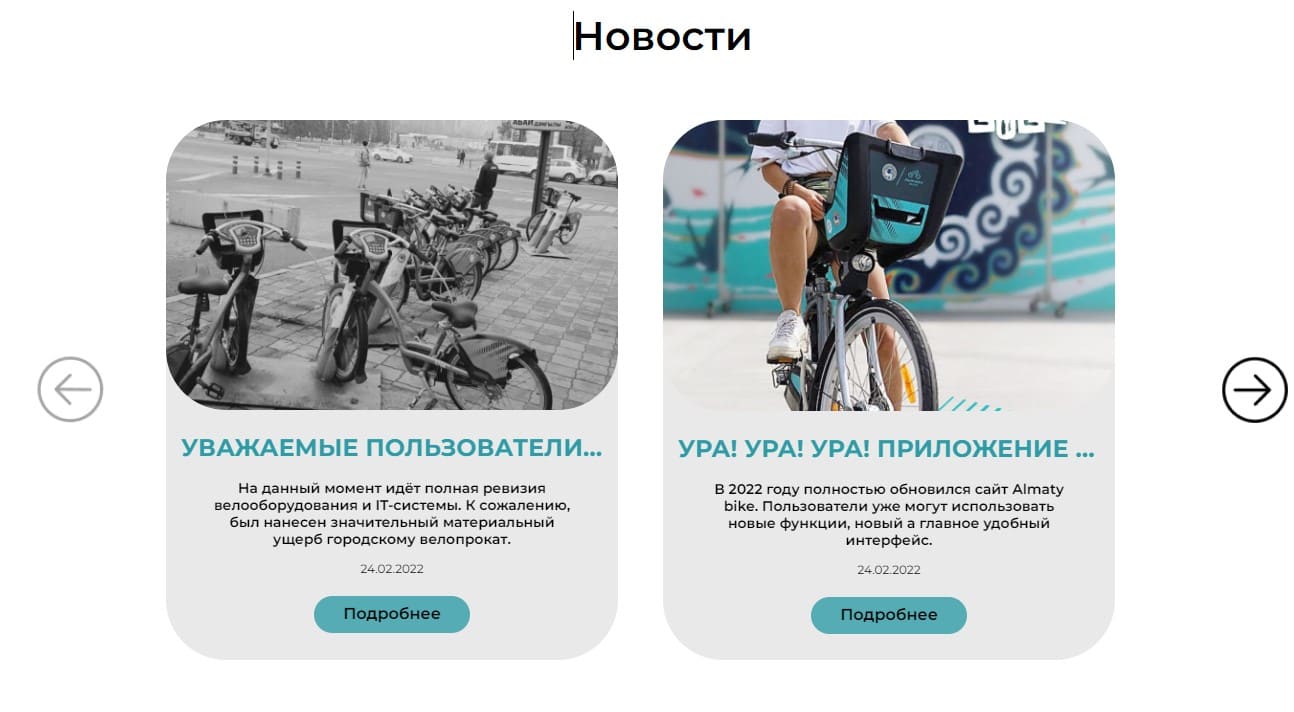 Новости
АБАЙ
УВАЖАЕМЫЕ ПОЛЬЗОВАТЕЛИ...
На данный момент идёт полная ревизия
велооборудования и IT-системы. К сожалению,
был нанесен значительный материальный
ущерб городскому велопрокат.
24.02.2022
Подробнее
УРА! УРА! УРА! ПРИЛОЖЕНИЕ ...
В 2022 году полностью обновился сайт Almaty
bike. Пользователи уже могут использовать
новые функции, новый а главное удобный
интерфейс.
24.02.2022
Подробнее